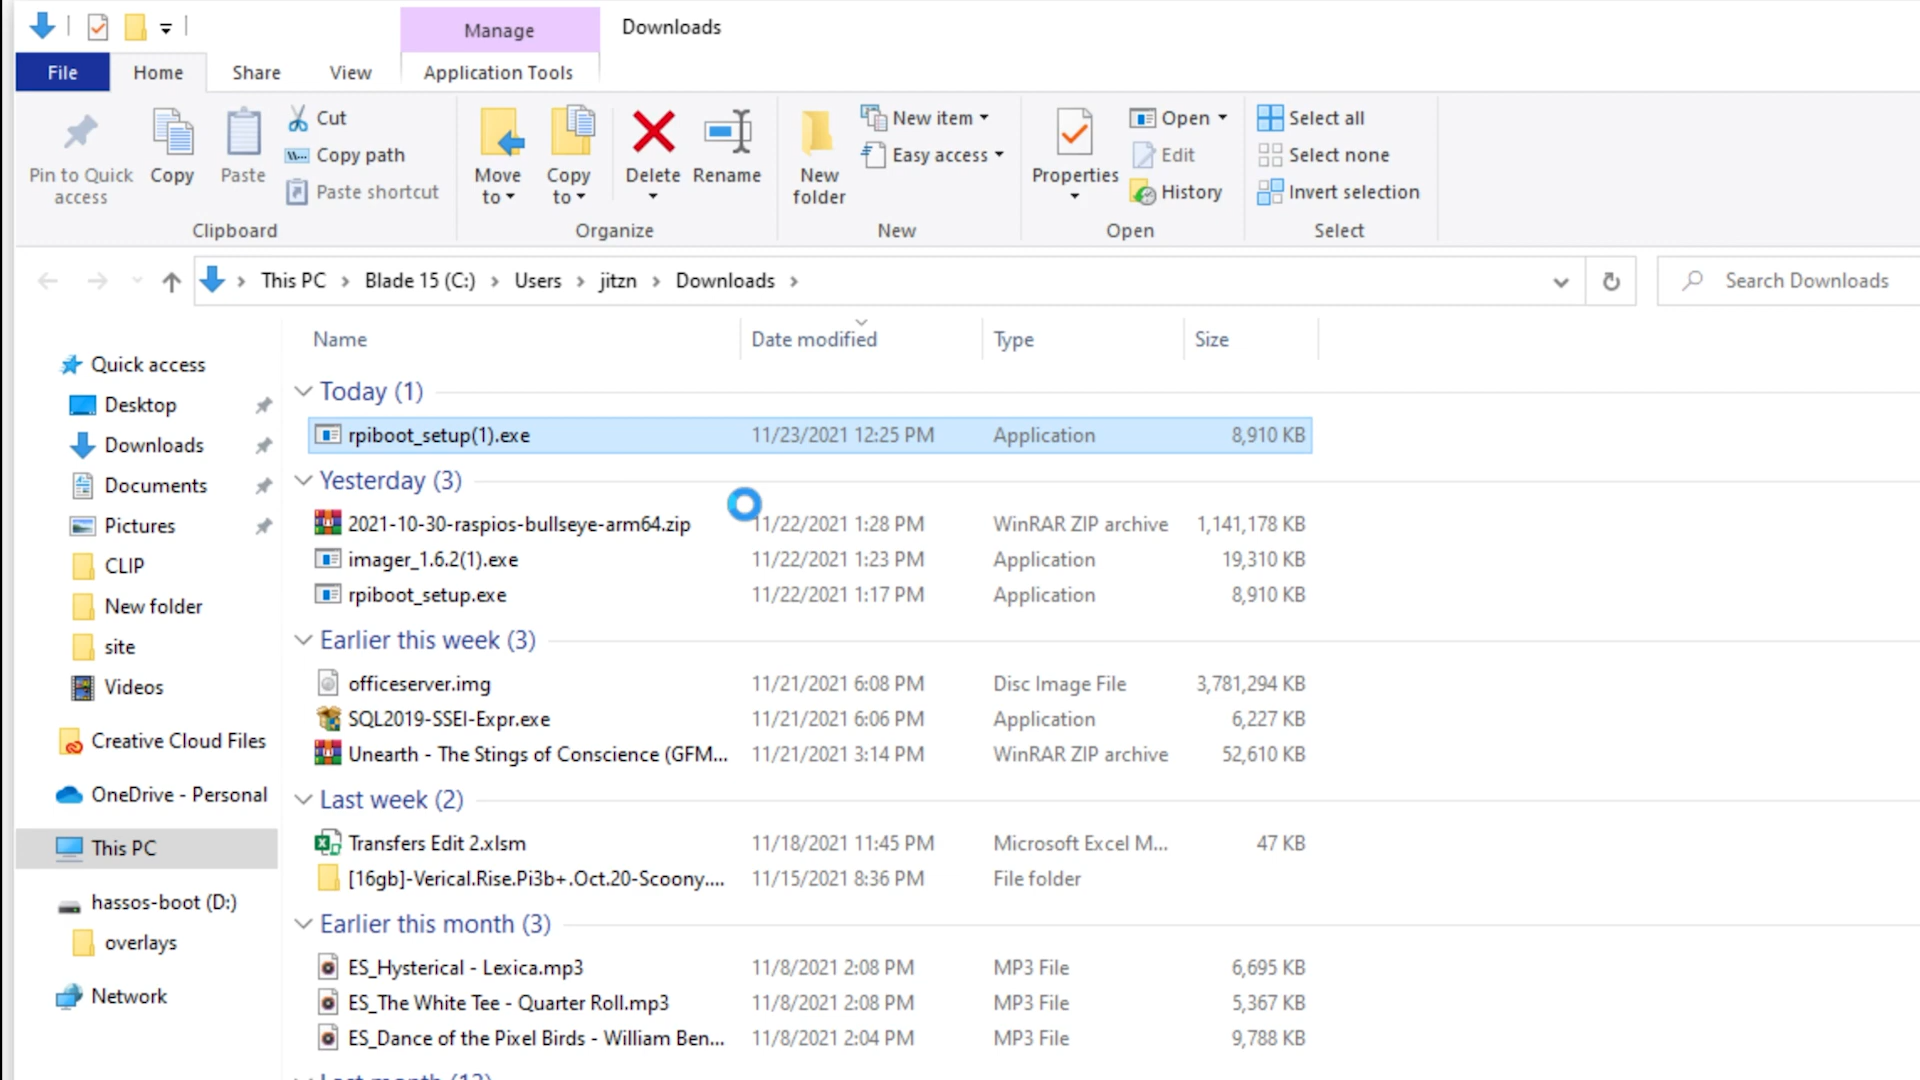 Manage
Downloads
File
Home
Share
View
Application Tools
Pin to Quick access
Copy
Paste
Cut
Copy path
Paste shortcut
Clipboard
Move to
Copy to
Delete
Rename
Organize
New folder
New item
Easy access
New
Properties
Open
Edit
History
Open
Select all
Select none
Invert selection
Select
This PC > Blade 15 (C:) > Users > jitzn > Downloads >
Search Downloads
Name Date modified Type Size
Quick access
Desktop
Downloads
Documents
Pictures
CLIP
New folder
site
Videos
Creative Cloud Files
OneDrive - Personal
This PC
hassos-boot (D:)
overlays
Network
Today (1)
rpiboot_setup(1).exe 11/23/2021 12:25 PM Application 8,910 KB
Yesterday (3)
2021-10-30-raspios-bullseye-arm64.zip 11/22/2021 1:28 PM WinRAR ZIP archive 1,141,178 KB
imager_1.6.2(1).exe 11/22/2021 1:23 PM Application 19,310 KB
rpiboot_setup.exe 11/22/2021 1:17 PM Application 8,910 KB
Earlier this week (3)
officeserver.img 11/21/2021 6:08 PM Disc Image File 3,781,294 KB
SQL2019-SSEI-Expr.exe 11/21/2021 6:06 PM Application 6,227 KB
Unearth - The Stings of Conscience (GFM... 11/21/2021 3:14 PM WinRAR ZIP archive 52,610 KB
Last week (2)
Transfers Edit 2.xlsm 11/18/2021 11:45 PM Microsoft Excel M... 47 KB
[16gb]-Verical.Rise.Pi3b+.Oct.20-Scoony.... 11/15/2021 8:36 PM File folder
Earlier this month (3)
ES_Hysterical - Lexica.mp3 11/8/2021 2:08 PM MP3 File 6,695 KB
ES_The White Tee - Quarter Roll.mp3 11/8/2021 2:08 PM MP3 File 5,367 KB
ES_Dance of the Pixel Birds - William Ben... 11/8/2021 2:04 PM MP3 File 9,788 KB